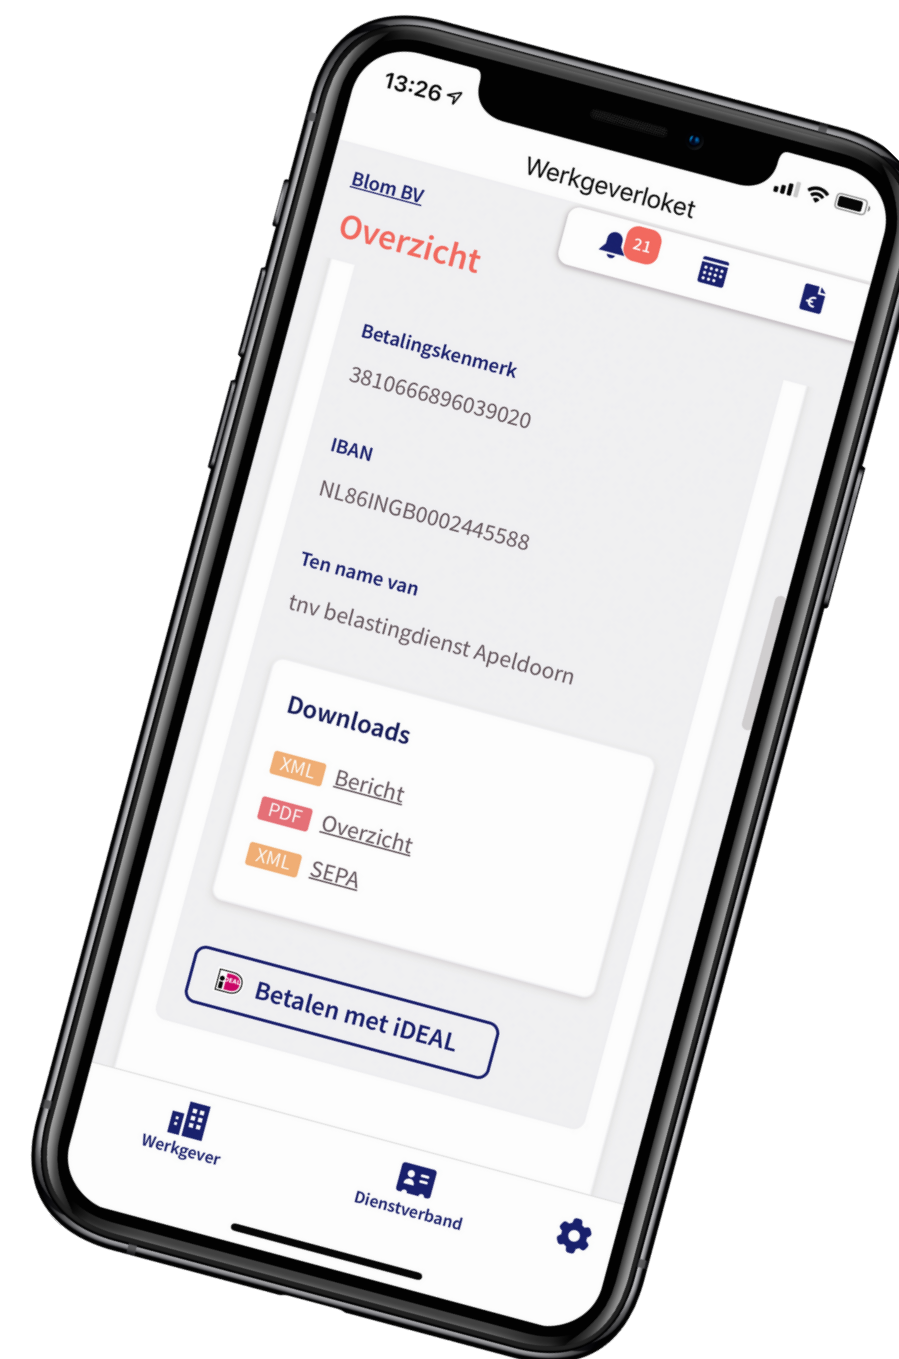 13:26
Werkgeverloket
Blom BV
Overzicht
21
Betalingskenmerk
3810666896039020
IBAN
NL86INGB0002445588
Ten name van
tnv belastingdienst Apeldoorn
Downloads
XML Bericht
PDF Overzicht
XML SEPA
iDEAL Betalen met iDEAL
Werkgever
Dienstverband